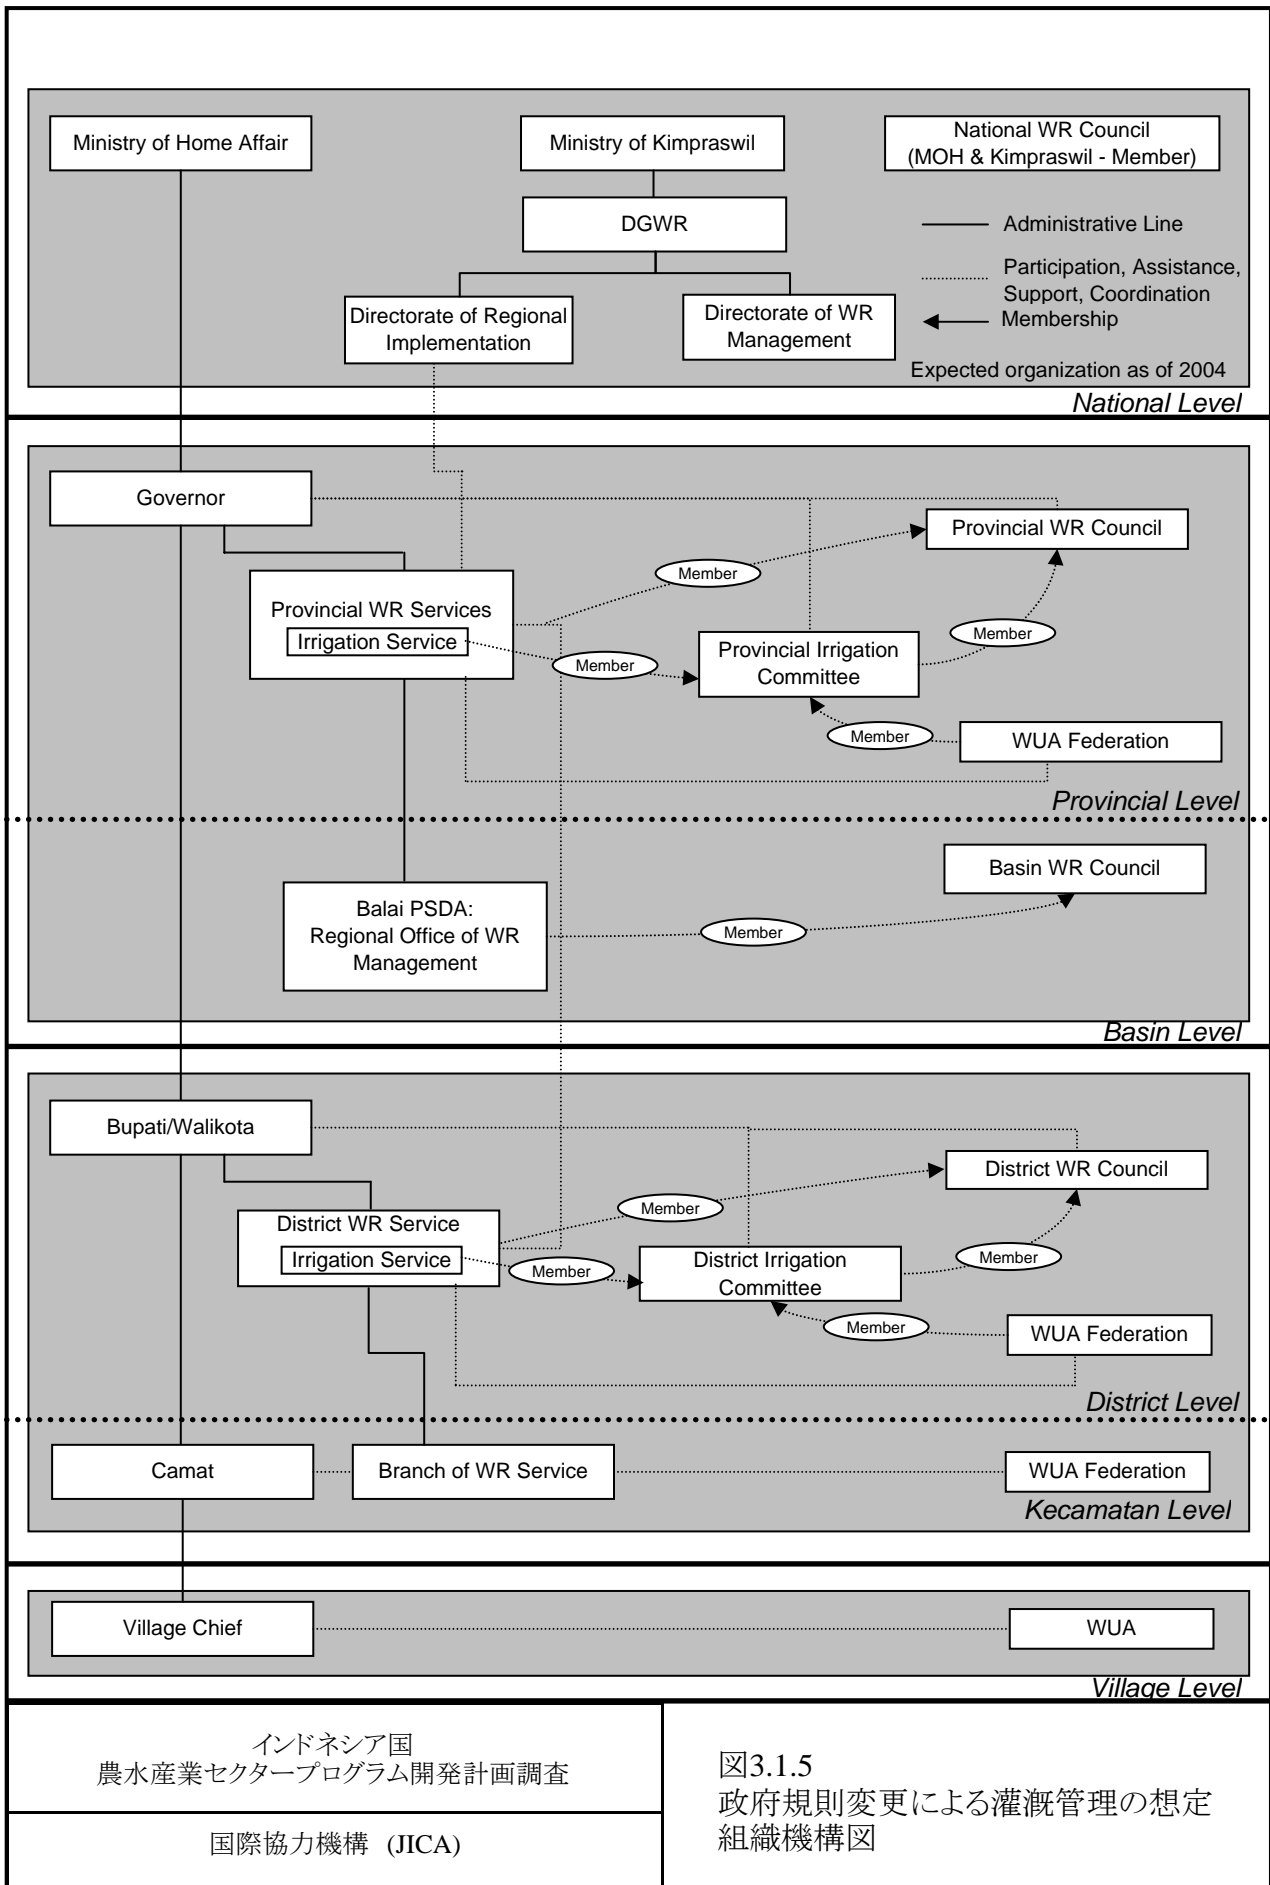 Ministry of Home Affair
Ministry of Kimpraswil
National WR Council
(MOH & Kimpraswil - Member)
DGWR
Administrative Line
Participation, Assistance,
Support, Coordination
Membership
Directorate of Regional
Implementation
Directorate of WR
Management
Expected organization as of 2004
National Level
Governor
Provincial WR Council
Member
Provincial WR Services
Irrigation Service
Member
Provincial Irrigation
Committee
Member
Member
WUA Federation
Provincial Level
Basin WR Council
Balai PSDA:
Regional Office of WR
Management
Member
Basin Level
Bupati/Walikota
District WR Council
Member
District WR Service
Irrigation Service
Member
District Irrigation
Committee
Member
Member
WUA Federation
District Level
Camat
Branch of WR Service
WUA Federation
Kecamatan Level
Village Chief
WUA
Village Level
インドネシア国
農水産業セクタープログラム開発計画調査
国際協力機構 (JICA)
図3.1.5
政府規則変更による灌漑管理の想定
組織機構図